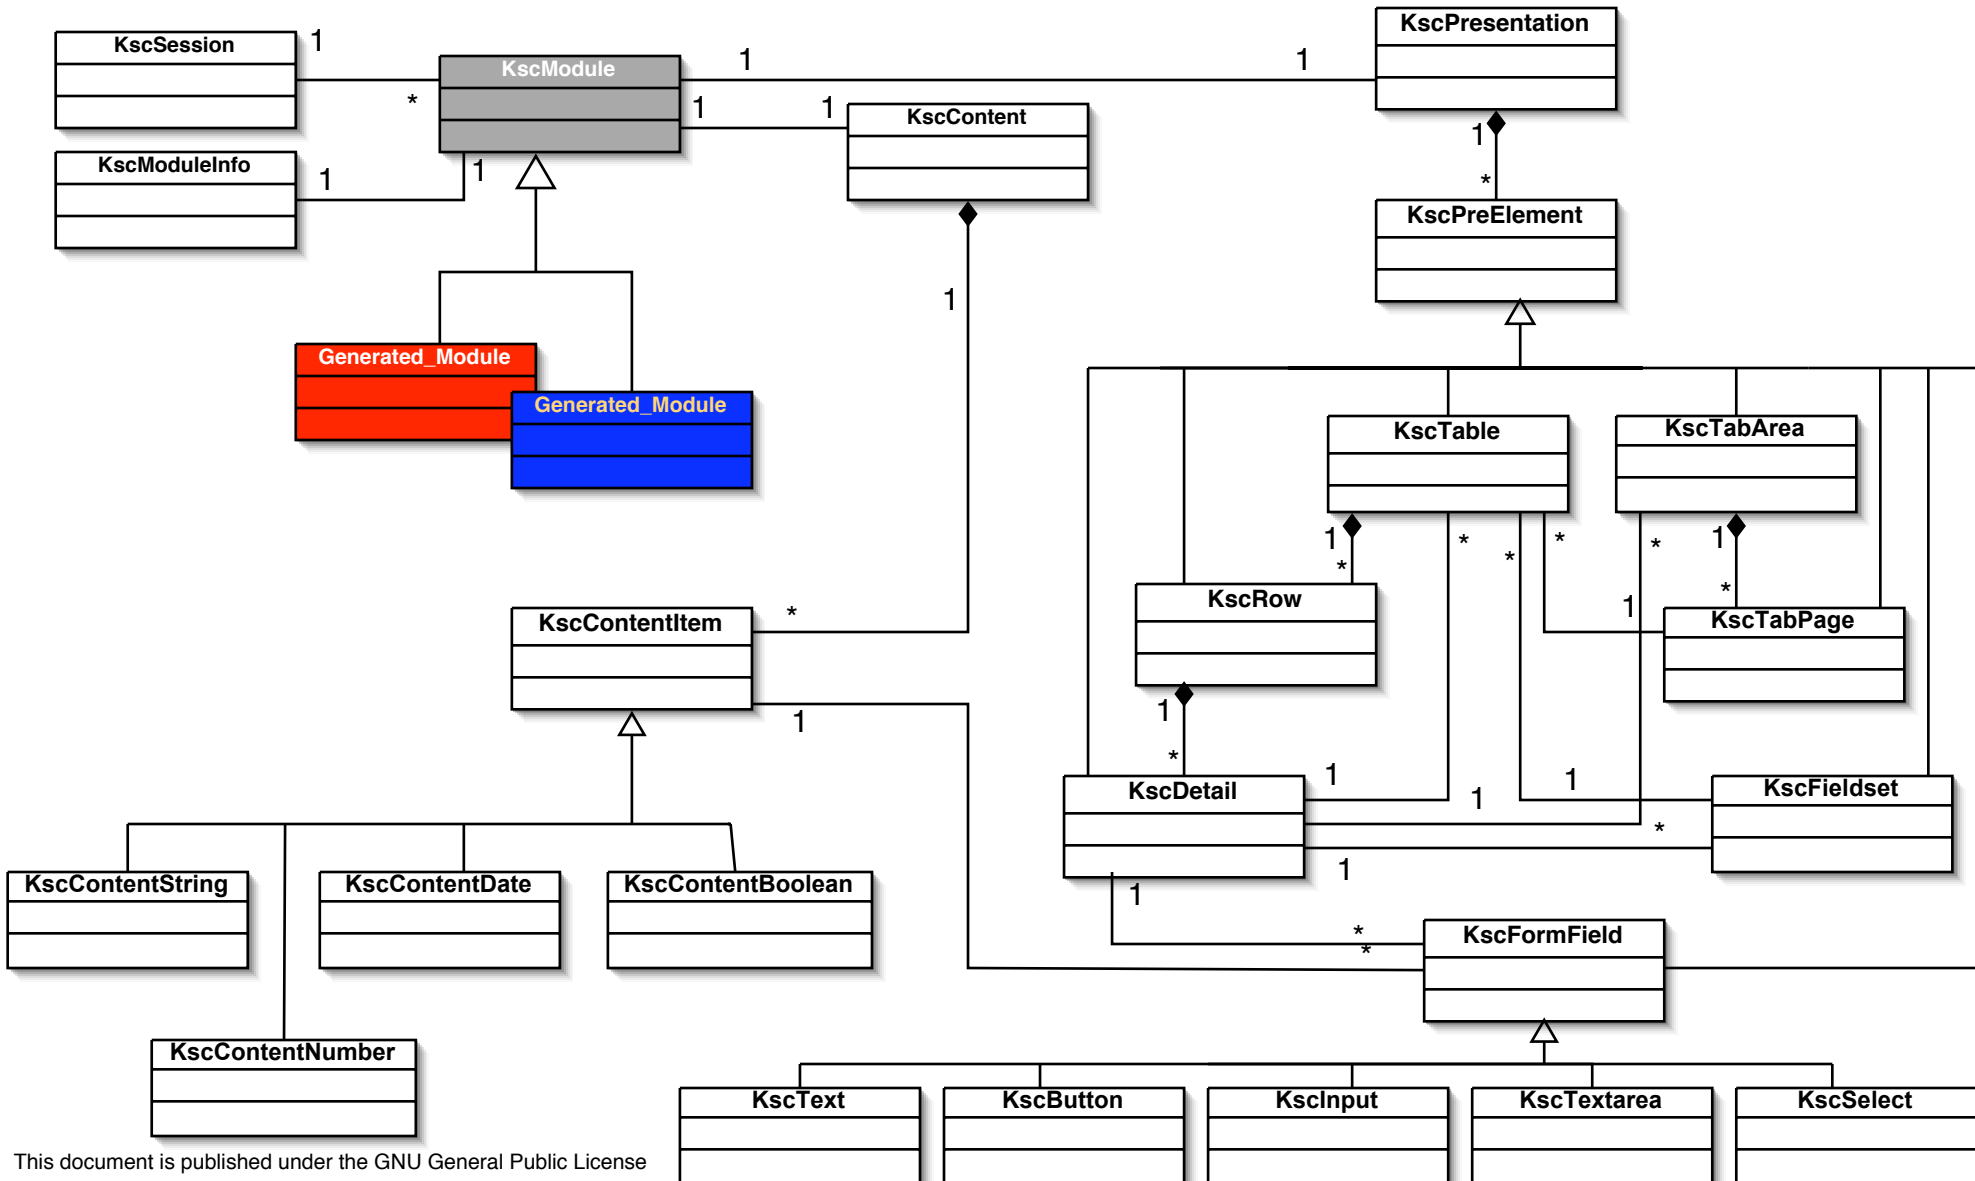 KscPresentation
KscSession
1
KscModule
1
1
*
1
1
KscContent
1
*
KscModuleInfo
1
1
KscPreElement
1
Generated_Module
Generated_Module
KscTable
KscTabArea
1
*
*
*
*
1
*
*
KscRow
1
KscContentItem
*
KscTabPage
1
1
*
KscDetail
1
1
1
KscFieldset
*
1
KscContentString
KscContentDate
KscContentBoolean
1
*
*
KscFormField
KscContentNumber
KscText
KscButton
KscInput
KscTextarea
KscSelect
This document is published under the GNU General Public License